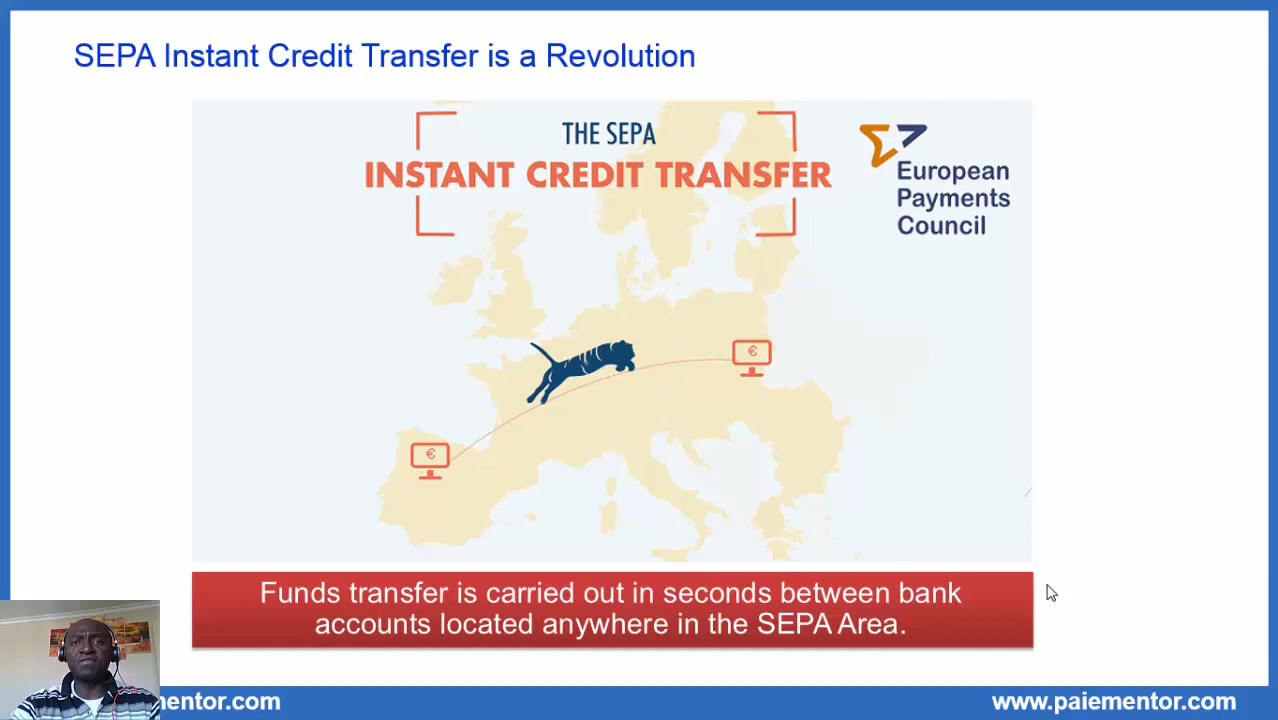 SEPA Instant Credit Transfer is a Revolution
THE SEPA
INSTANT CREDIT TRANSFER
European
Payments
Council
€
€
Funds transfer is carried out in seconds between bank
accounts located anywhere in the SEPA Area.
mentor.com
www.paiementor.com